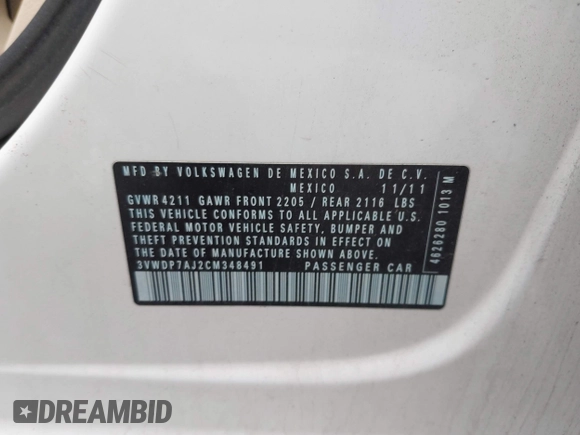 MFD BY VOLKSWAGEN DE MEXICO S.A. DE C.V.
MEXICO 11/11
GVWR 4211 GAWR FRONT 2205 / REAR 2116 LBS
THIS VEHICLE CONFORMS TO ALL APPLICABLE U.S.
FEDERAL MOTOR VEHICLE SAFETY, BUMPER AND
THEFT PREVENTION STANDARDS IN EFFECT ON
THE DATE OF MANUFACTURE SHOWN ABOVE.
3VWDP7AJ2CM348491 PASSENGER CAR
4626280 1013 M
DREAMBID